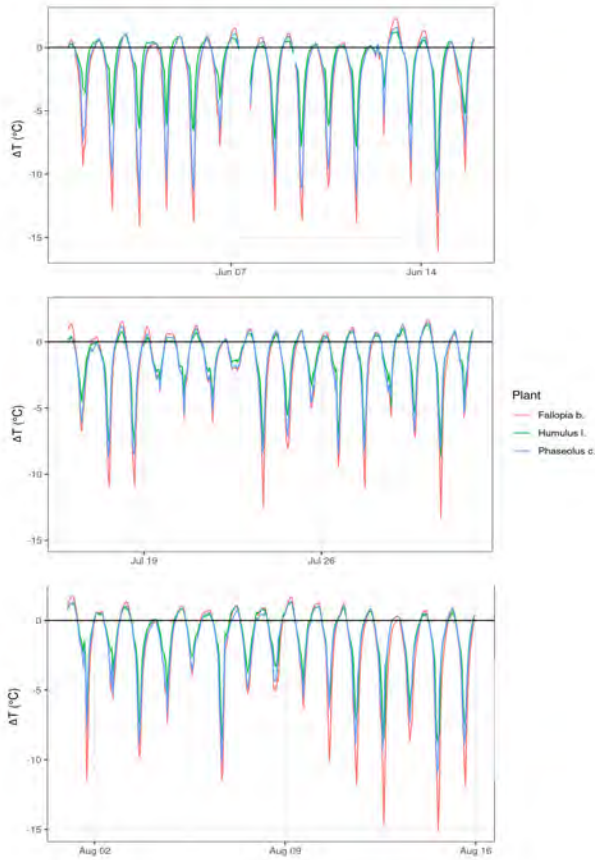 0
-5
-10
-15
ΔT (°C)
Jun 07
Jun 14
0
-5
-10
-15
ΔT (°C)
Jul 19
Jul 26
Plant
Fallopia b.
Humulus l.
Phaseolus c.
0
-5
-10
-15
ΔT (°C)
Aug 02
Aug 09
Aug 16